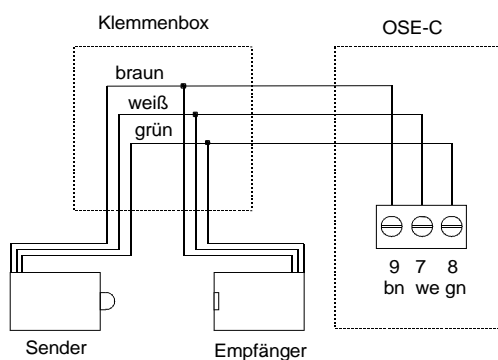 Klemmenbox
OSE-C
braun
weiß
grün
9 7 8
bn we gn
Sender
Empfänger